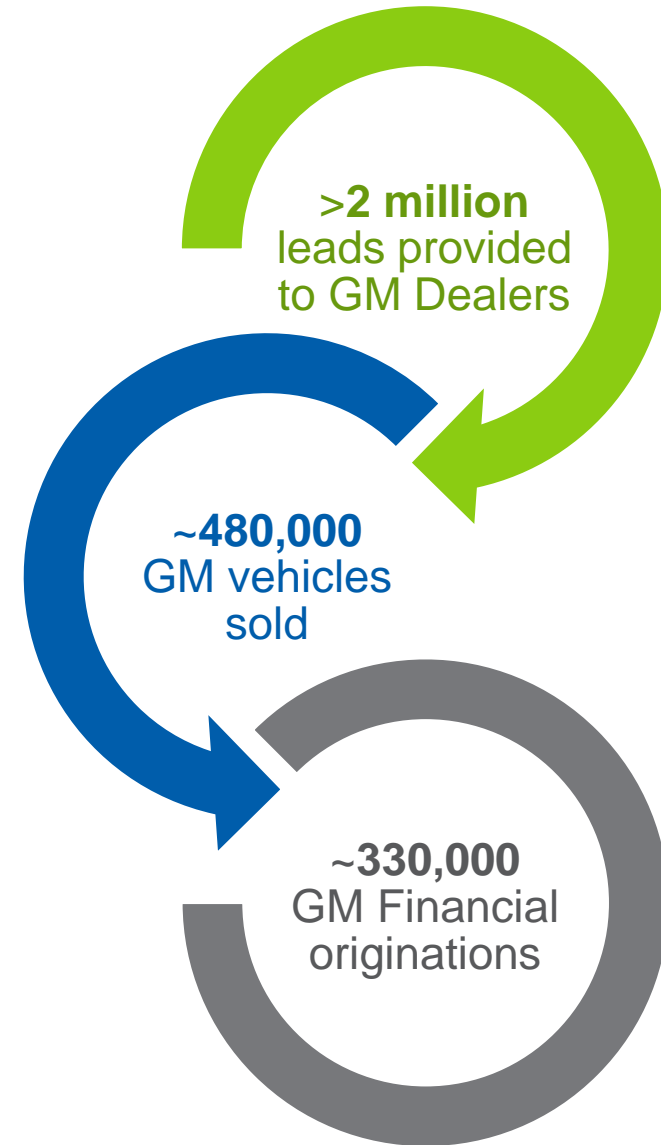 >2 million
leads provided
to GM Dealers
~480,000
GM vehicles
sold
~330,000
GM Financial
originations